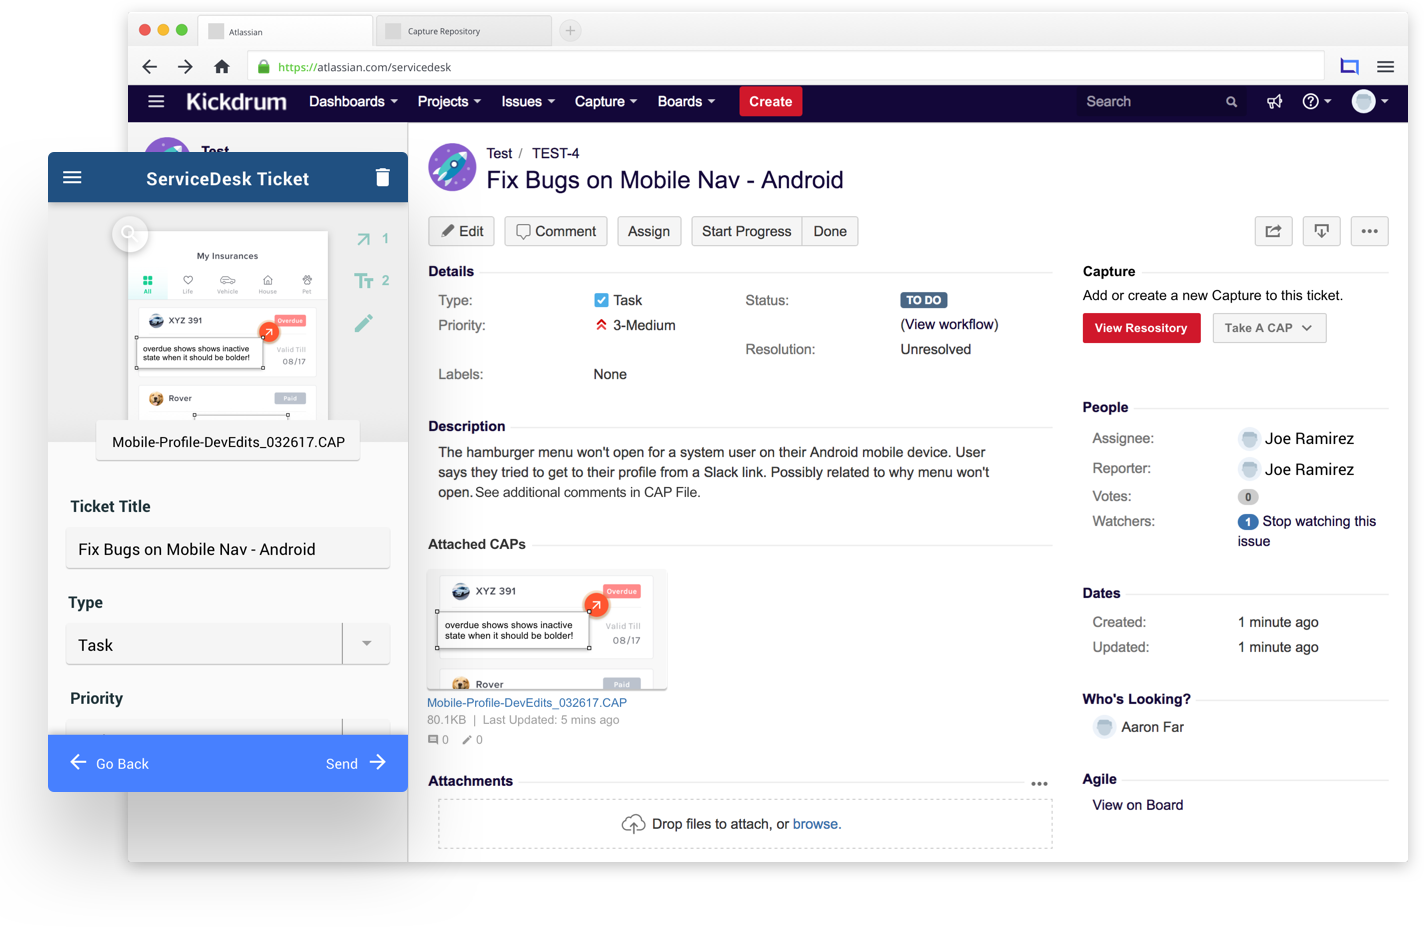 Atlassian
Capture Repository
https://atlassian.com/servicedesk
Kickdrum
Dashboards
Projects
Issues
Capture
Boards
Create
Search
Test
ServiceDesk Ticket
My Insurances
All
Life
Vehicle
House
Pet
XYZ 391
Overdue
overdue shows shows inactive
state when it should be bolder!
Valid Till
08/17
Rover
Paid
1
2
Mobile-Profile-DevEdits_032617.CAP
Ticket Title
Fix Bugs on Mobile Nav - Android
Type
Task
Priority
Go Back
Send
Test / TEST-4
Fix Bugs on Mobile Nav - Android
Edit
Comment
Assign
Start Progress
Done
Details
Type:
Task
Priority:
3-Medium
Labels:
None
Status:
TO DO
(View workflow)
Resolution:
Unresolved
Description
The hamburger menu won't open for a system user on their Android mobile device. User
says they tried to get to their profile from a Slack link. Possibly related to why menu won't
open. See additional comments in CAP File.
Attached CAPs
XYZ 391
Overdue
overdue shows shows inactive
state when it should be bolder!
Valid Till
08/17
Rover
Paid
Mobile-Profile-DevEdits_032617.CAP
80.1KB | Last Updated: 5 mins ago
0
0
Attachments
Drop files to attach, or browse.
Capture
Add or create a new Capture to this ticket.
View Resository
Take A CAP
People
Assignee:
Joe Ramirez
Reporter:
Joe Ramirez
Votes:
0
Watchers:
1 Stop watching this
issue
Dates
Created:
1 minute ago
Updated:
1 minute ago
Who's Looking?
Aaron Far
Agile
View on Board